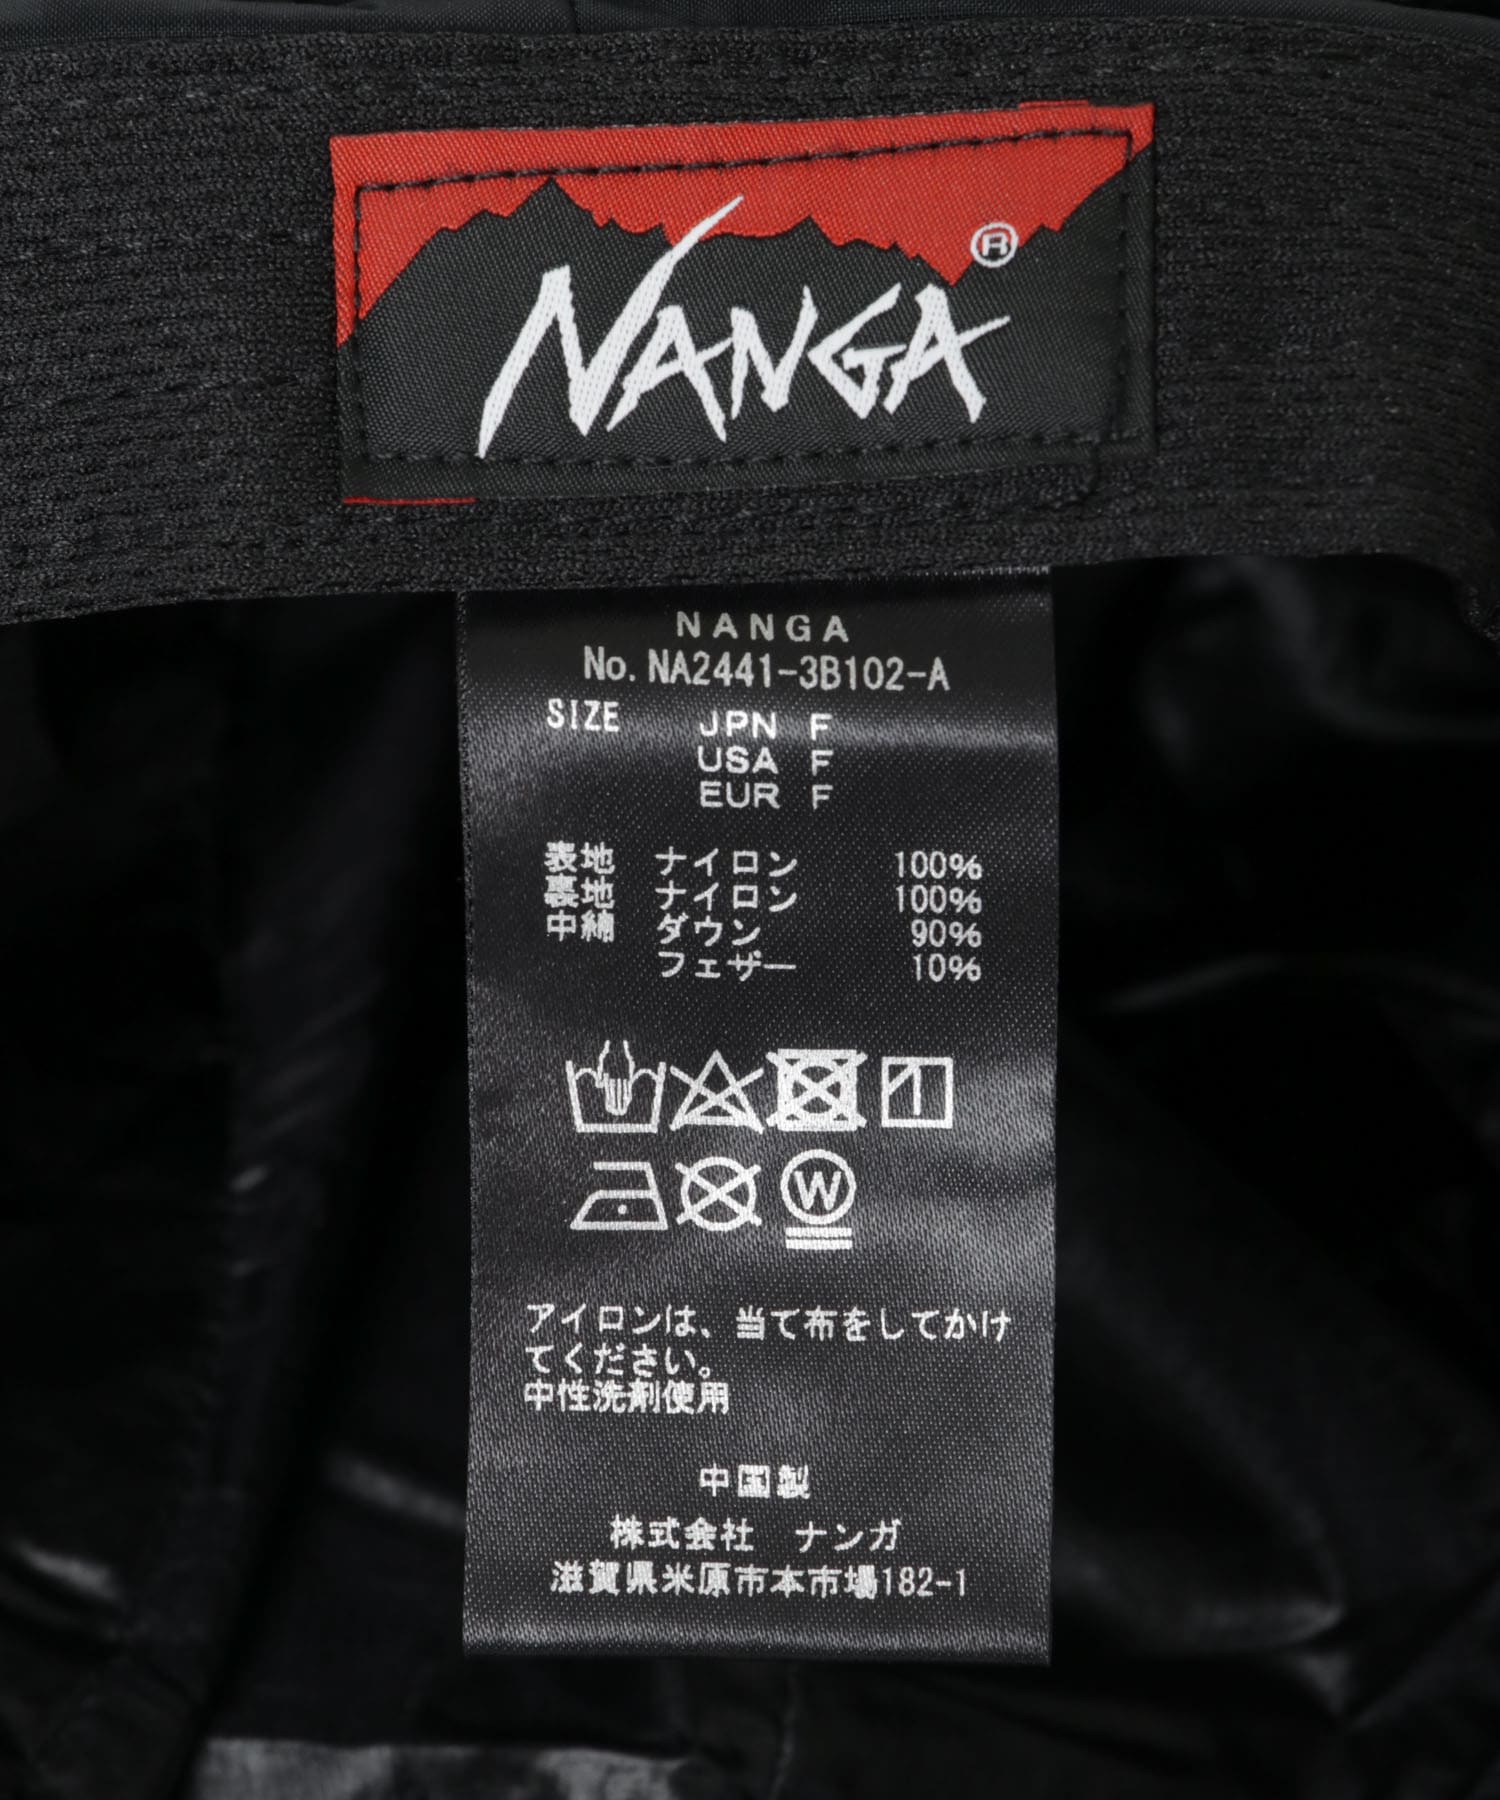 NANGA®
NANGA
No. NA2441-3B102-A
SIZE JPN F
USA F
EUR F
表地 ナイロン 100%
裏地 ナイロン 100%
中綿 ダウン 90%
フェザー 10%
W
アイロンは、当て布をしてかけ
てください。
中性洗剤使用
中国製
株式会社 ナンガ
滋賀県米原市本市場182-1